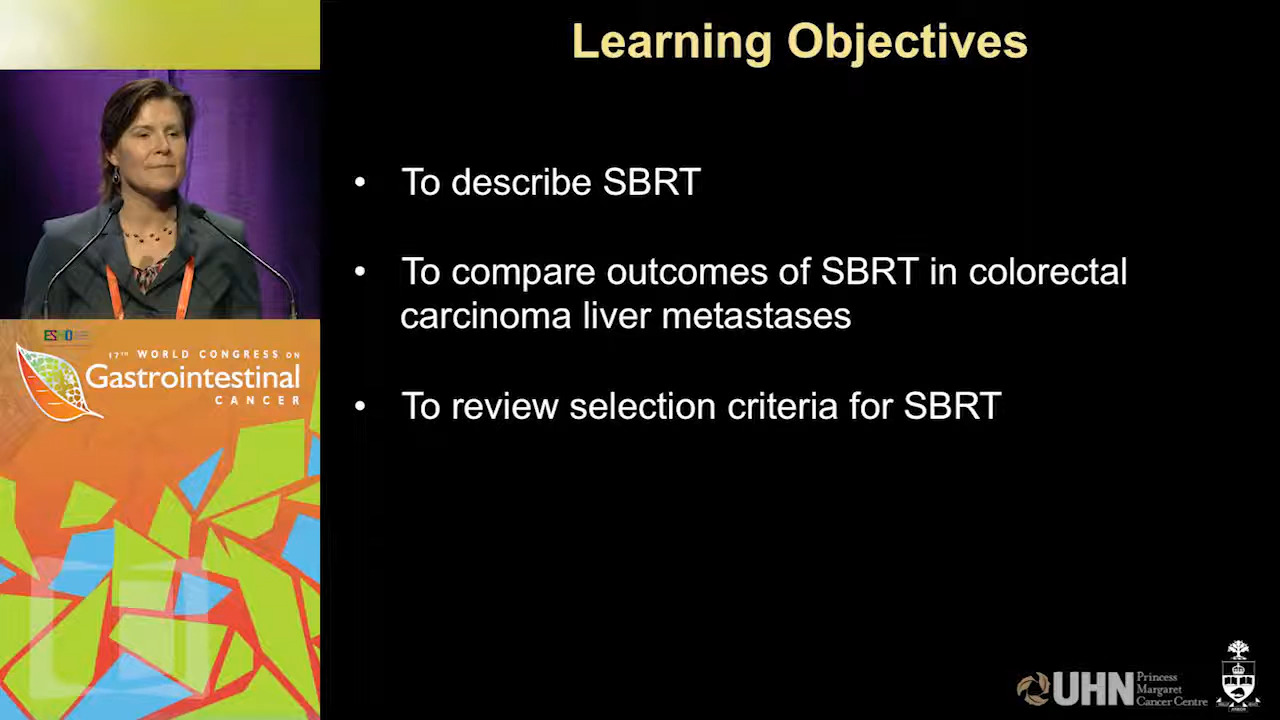 Learning Objectives
• To describe SBRT
• To compare outcomes of SBRT in colorectal
carcinoma liver metastases
• To review selection criteria for SBRT
17TH WORLD CONGRESS ON
Gastrointestinal
CANCER
UHN
Princess
Margaret
Cancer Centre